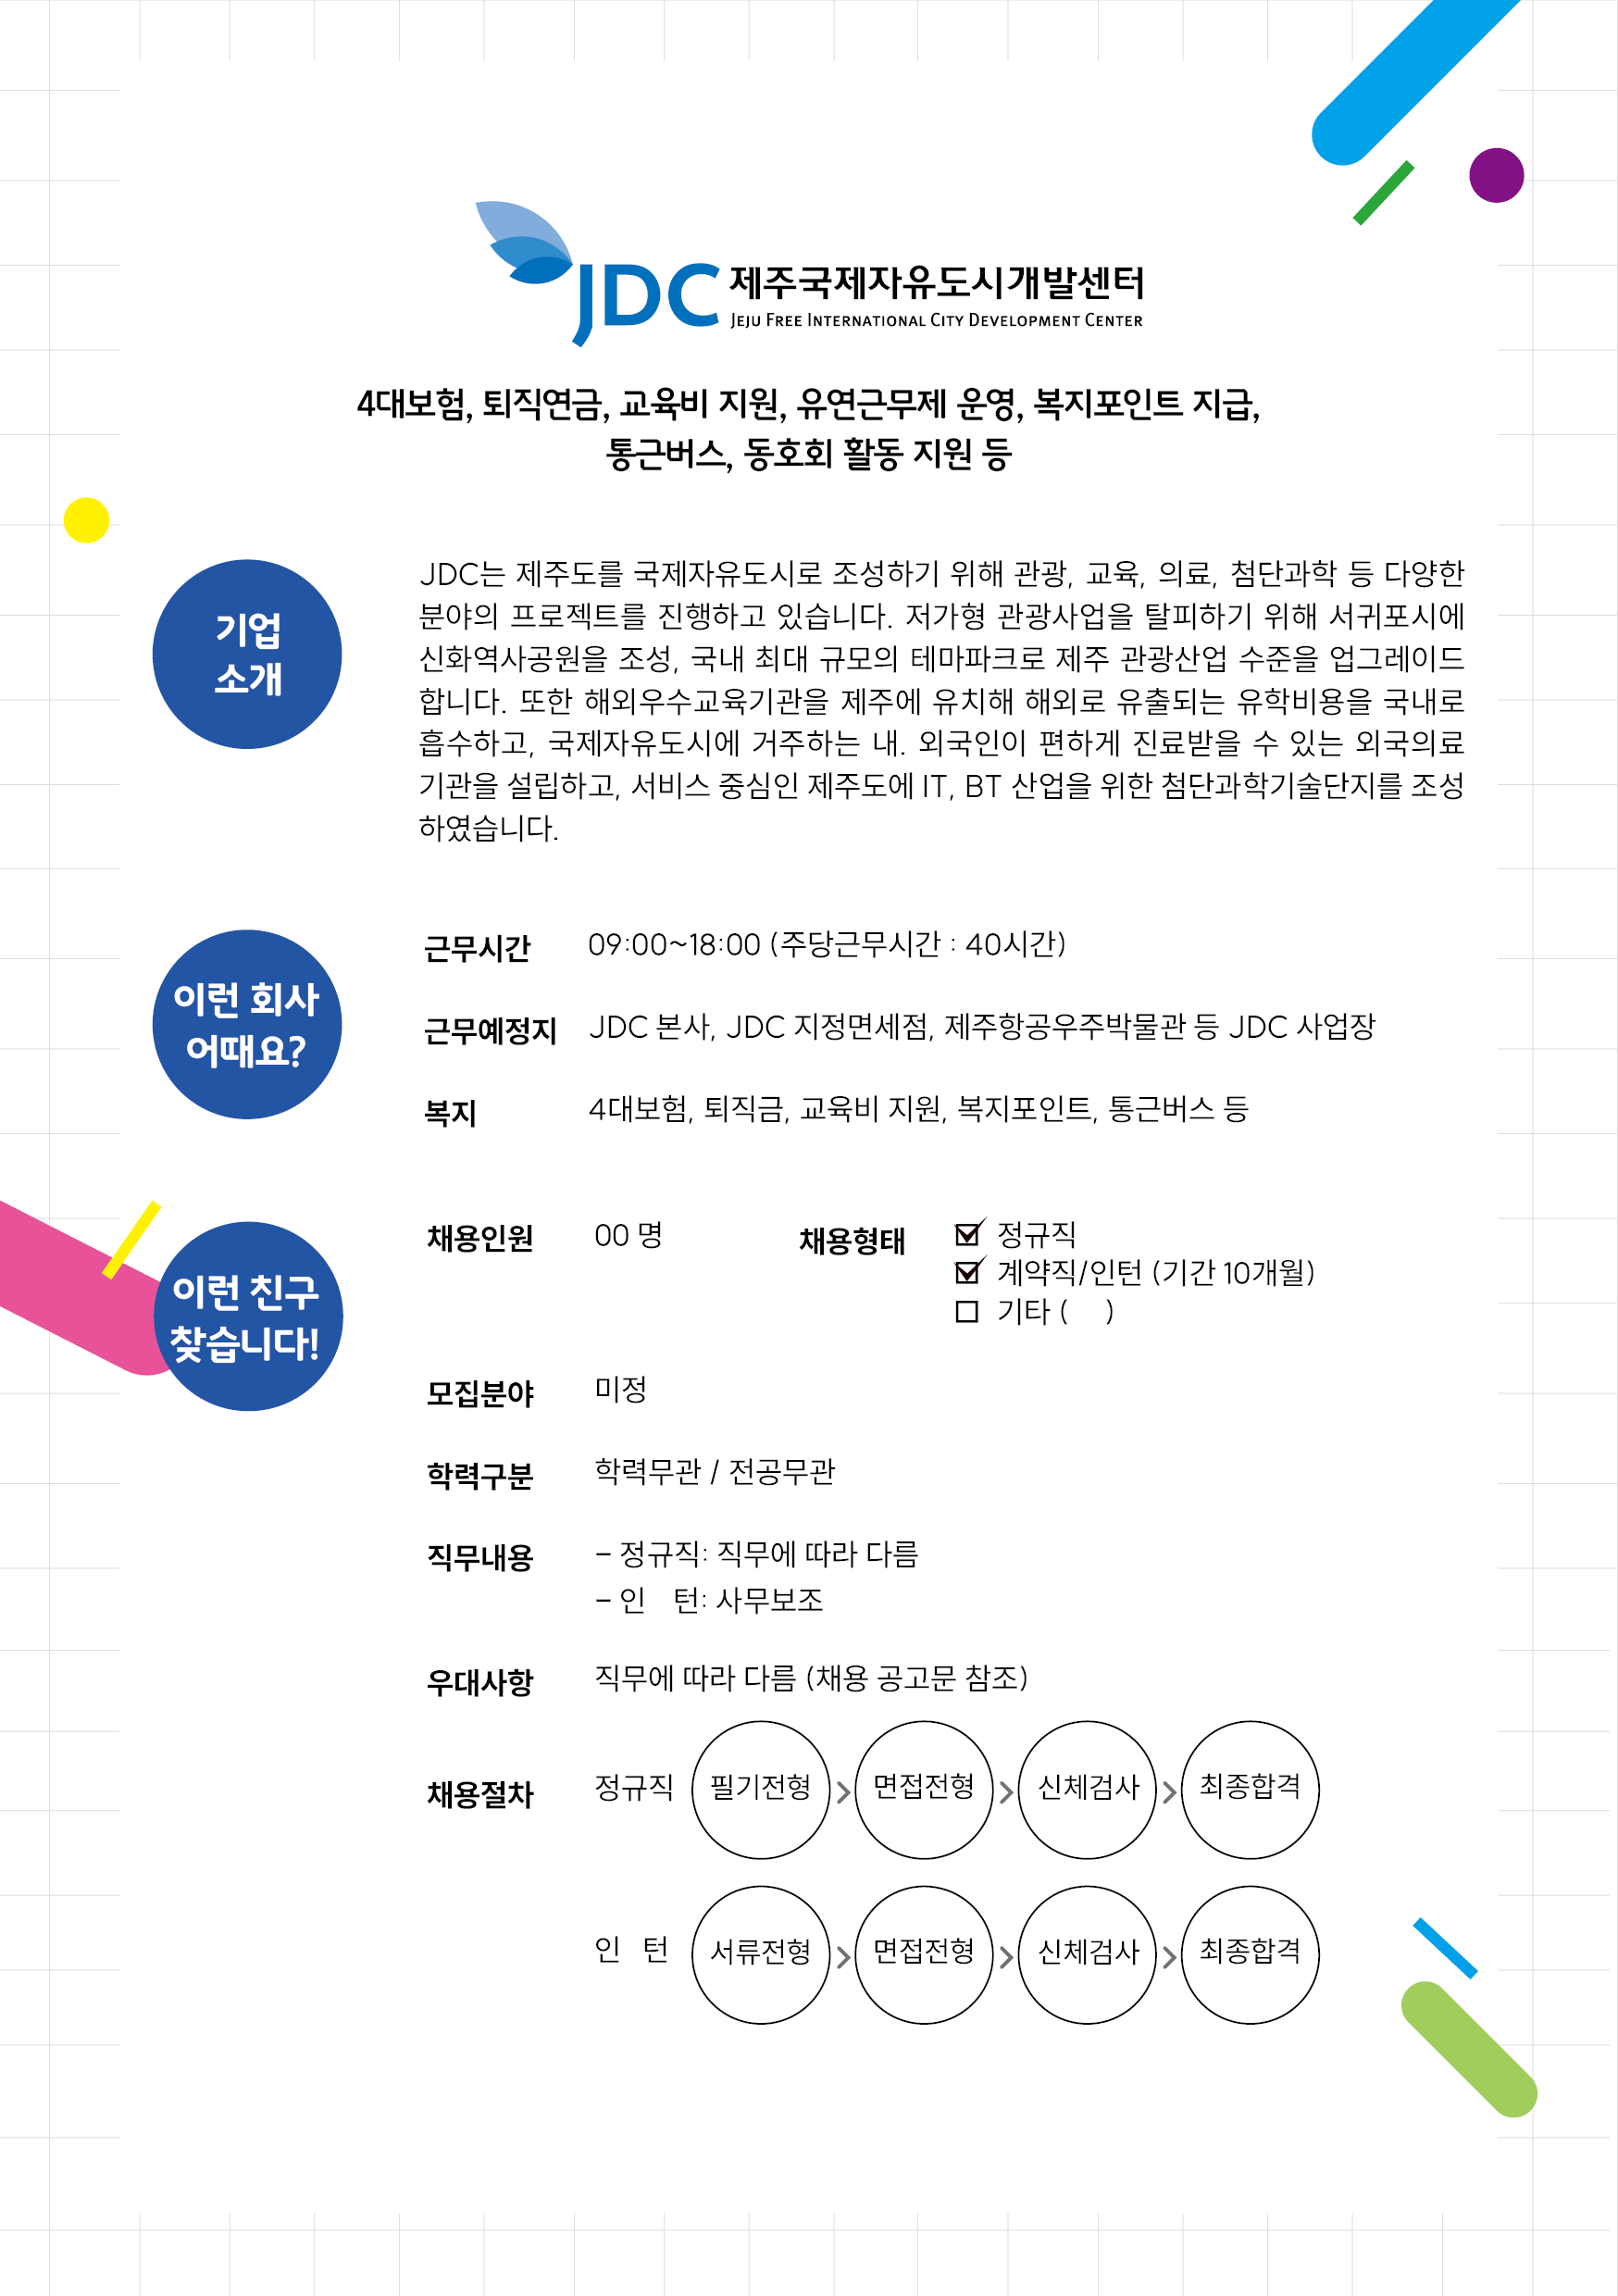 JDC 제주국제자유도시개발센터
JEJU FREE INTERNATIONAL CITY DEVELOPMENT CENTER
4대보험, 퇴직연금, 교육비 지원, 유연근무제 운영, 복지포인트 지급,
통근버스, 동호회 활동 지원 등
기업
소개
JDC는 제주도를 국제자유도시로 조성하기 위해 관광, 교육, 의료, 첨단과학 등 다양한
분야의 프로젝트를 진행하고 있습니다. 저가형 관광사업을 탈피하기 위해 서귀포시에
신화역사공원을 조성, 국내 최대 규모의 테마파크로 제주 관광산업 수준을 업그레이드
합니다. 또한 해외우수교육기관을 제주에 유치해 해외로 유출되는 유학비용을 국내로
흡수하고, 국제자유도시에 거주하는 내. 외국인이 편하게 진료받을 수 있는 외국의료
기관을 설립하고, 서비스 중심인 제주도에 IT, BT 산업을 위한 첨단과학기술단지를 조성
하였습니다.
이런 회사
어때요?
근무시간 09:00~18:00 (주당근무시간 : 40시간)
근무예정지 JDC 본사, JDC 지정면세점, 제주항공우주박물관 등 JDC 사업장
복지 4대보험, 퇴직금, 교육비 지원, 복지포인트, 통근버스 등
이런 친구
찾습니다!
채용인원 00 명 채용형태 ☑ 정규직
☑ 계약직/인턴 (기간 10개월)
☐ 기타 ( )
모집분야 미정
학력구분 학력무관 / 전공무관
직무내용 – 정규직: 직무에 따라 다름
– 인 턴: 사무보조
우대사항 직무에 따라 다름 (채용 공고문 참조)
채용절차 정규직 필기전형 > 면접전형 > 신체검사 > 최종합격
인 턴 서류전형 > 면접전형 > 신체검사 > 최종합격